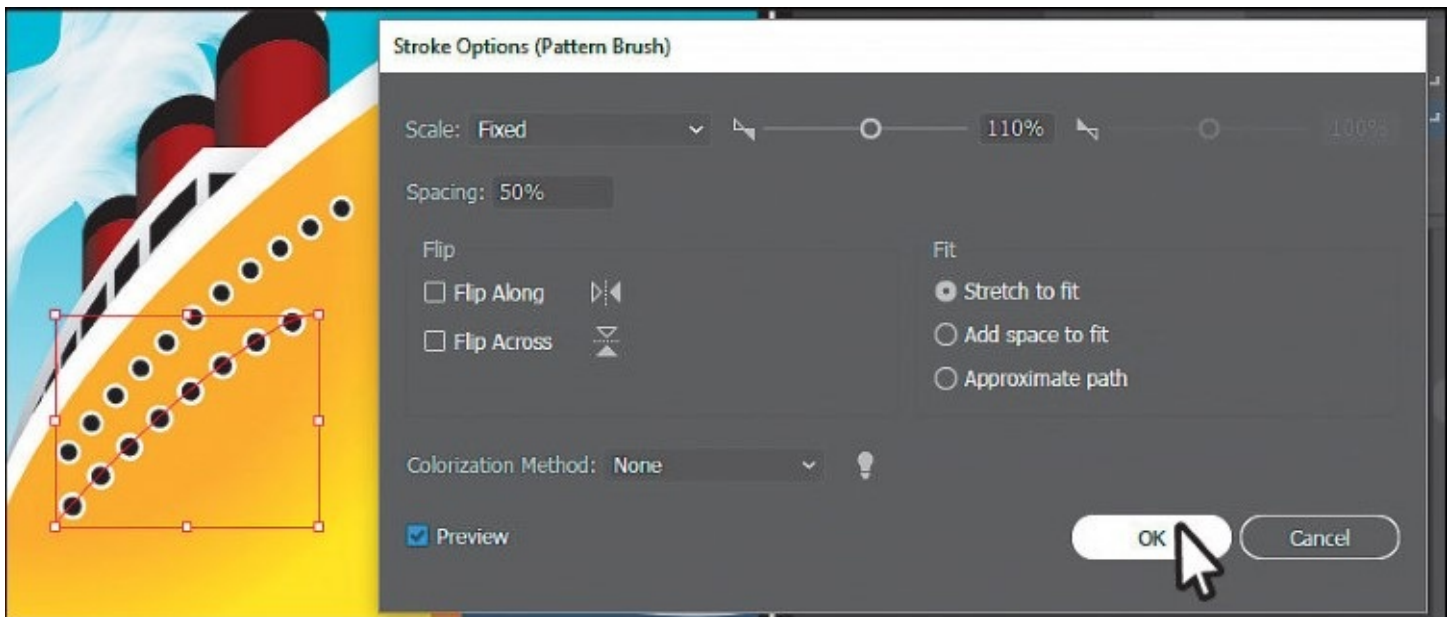 Stroke Options (Pattern Brush)
Scale: Fixed 110% 100%
Spacing: 50%
Flip Fit
Flip Along Stretch to fit
Flip Across Add space to fit
Approximate path
Colorization Method: None
Preview OK Cancel